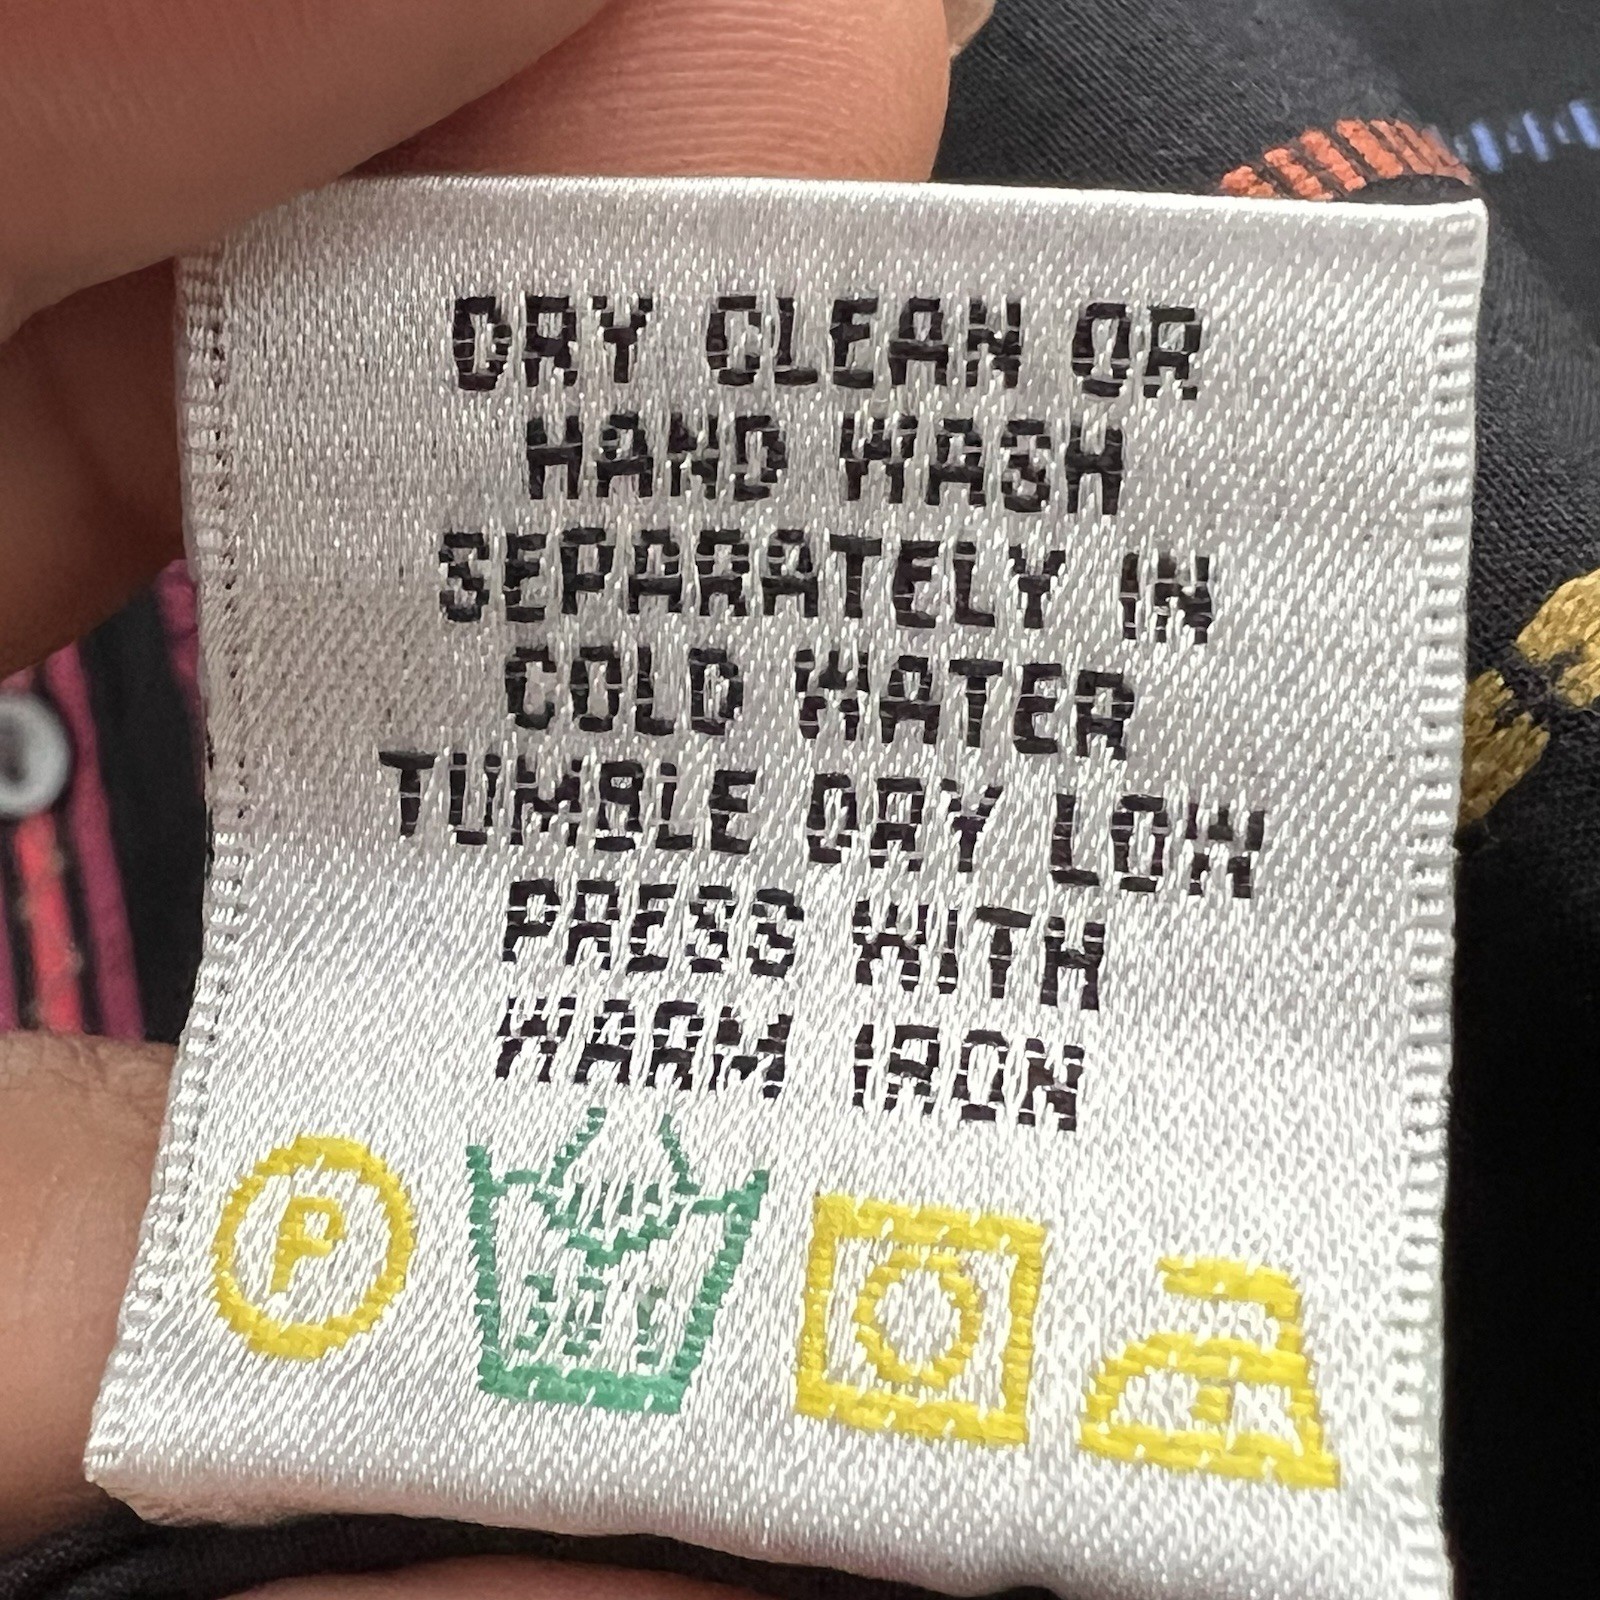 DRY CLEAN OR
HAND WASH
SEPARATELY IN
COLD WATER
TUMBLE DRY LOW
PRESS WITH
WARM IRON
P